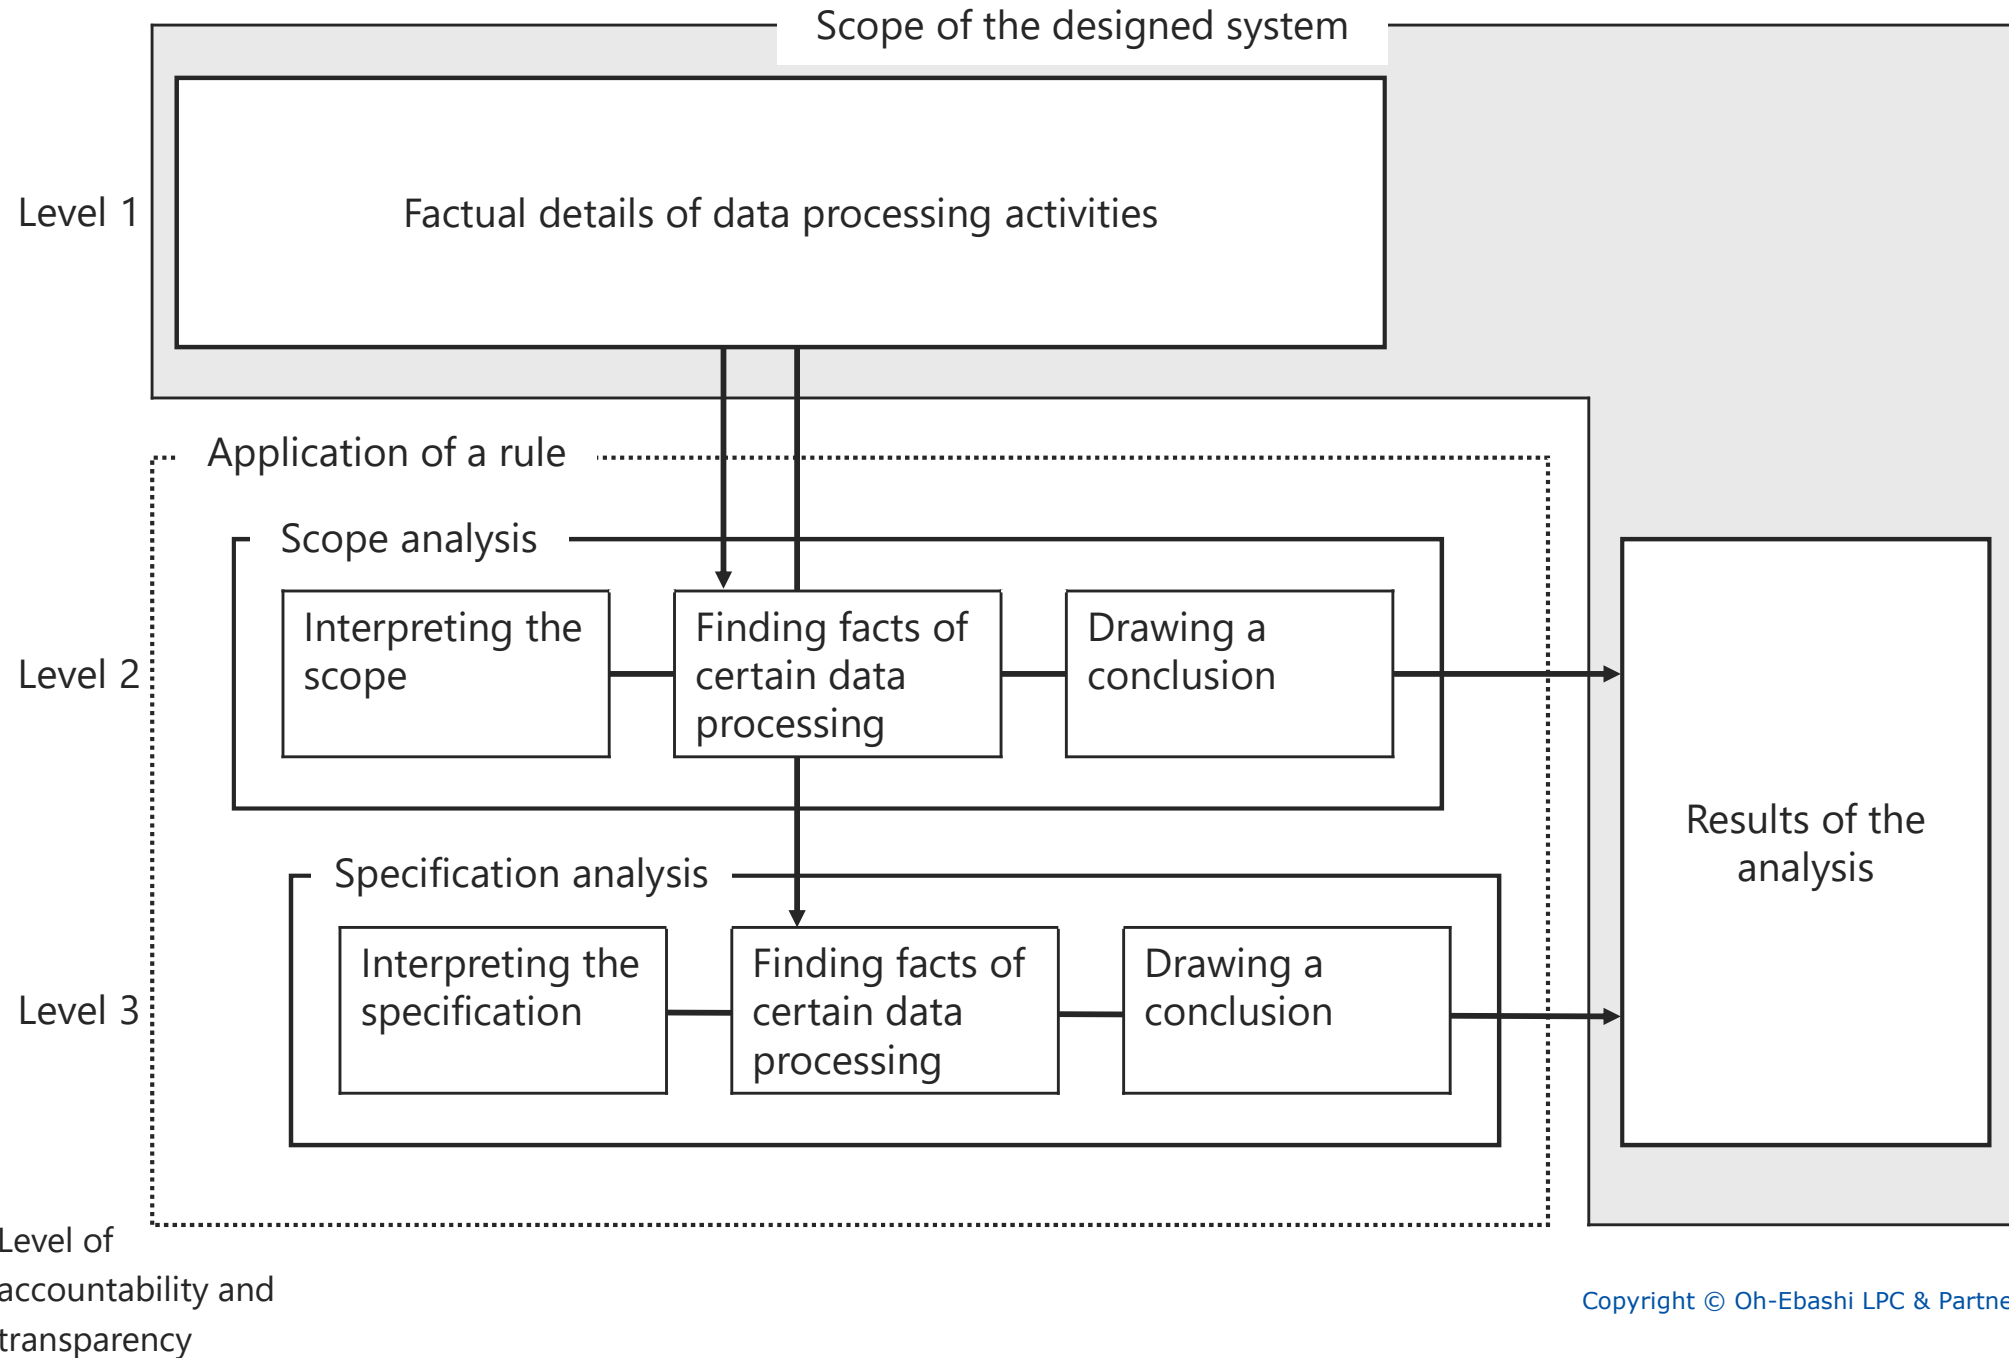 Scope of the designed system
Level 1
Factual details of data processing activities
Application of a rule
Scope analysis
Level 2
Interpreting the
scope
Finding facts of
certain data
processing
Drawing a
conclusion
Specification analysis
Level 3
Interpreting the
specification
Finding facts of
certain data
processing
Drawing a
conclusion
Results of the
analysis
Level of
accountability and
transparency
Copyright © Oh-Ebashi LPC & Partne